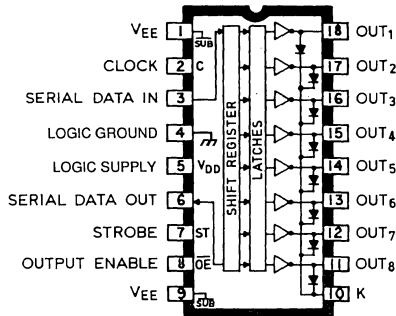 VEE 1 SUB 18 OUT1
CLOCK 2 C 17 OUT2
SERIAL DATA IN 3 16 OUT3
LOGIC GROUND 4 15 OUT4
LOGIC SUPPLY 5 VDD 14 OUT5
SERIAL DATA OUT 6 13 OUT6
STROBE 7 ST 12 OUT7
OUTPUT ENABLE 8 OE 11 OUT8
VEE 9 SUB 10 K
SHIFT REGISTER
LATCHES